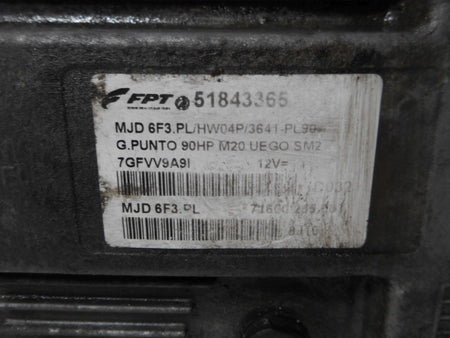 FPT 51843365
MJD 6F3.PL/HW04P/3641-PL90
G.PUNTO 90HP M20 UEGO SM2
7GFVV9A9I 12V=
MJD 6F3.PL